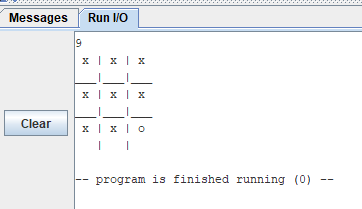 Messages Run I/O
9
 x | x | x
___|___|___
 x | x | x
___|___|___
 x | x | o
   |   |
Clear
-- program is finished running (0) --